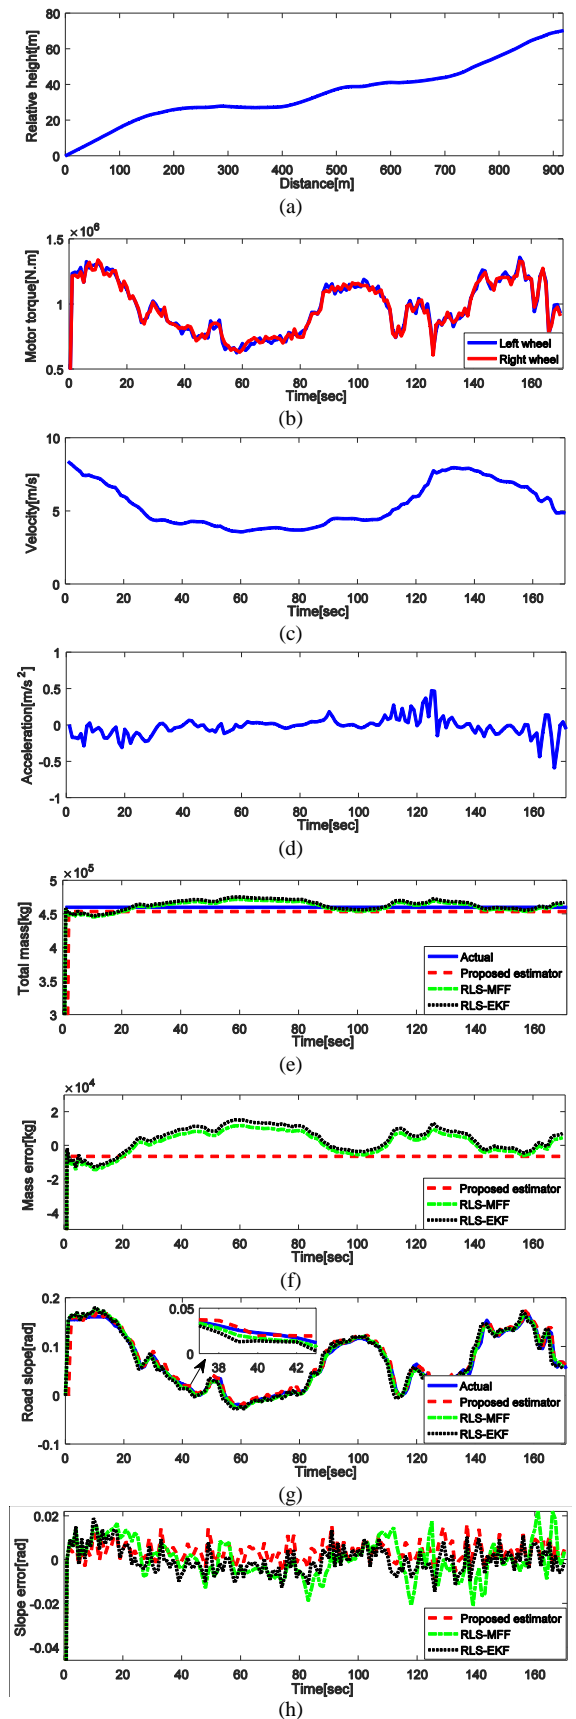 80
60
40
20
0
Relative height[m]
0 100 200 300 400 500 600 700 800 900
Distance[m]
(a)
×10^6
1.5
1
0.5
Motor torque[N.m]
Left wheel
Right wheel
0 20 40 60 80 100 120 140 160
Time[sec]
(b)
10
5
0
Velocity[m/s]
0 20 40 60 80 100 120 140 160
Time[sec]
(c)
1
0.5
0
-0.5
-1
Acceleration[m/s^2]
0 20 40 60 80 100 120 140 160
Time[sec]
(d)
×10^5
5
4.5
4
3.5
3
Total mass[kg]
Actual
Proposed estimator
RLS-MFF
RLS-EKF
0 20 40 60 80 100 120 140 160
Time[sec]
(e)
×10^4
2
0
-2
-4
Mass error[kg]
Proposed estimator
RLS-MFF
RLS-EKF
0 20 40 60 80 100 120 140 160
Time[sec]
(f)
0.2
0.1
0
-0.1
Road slope[rad]
0.05
0
38 40 42
Actual
Proposed estimator
RLS-MFF
RLS-EKF
0 20 40 60 80 100 120 140 160
Time[sec]
(g)
0.02
0
-0.02
-0.04
Slope error[rad]
Proposed estimator
RLS-MFF
RLS-EKF
0 20 40 60 80 100 120 140 160
Time[sec]
(h)